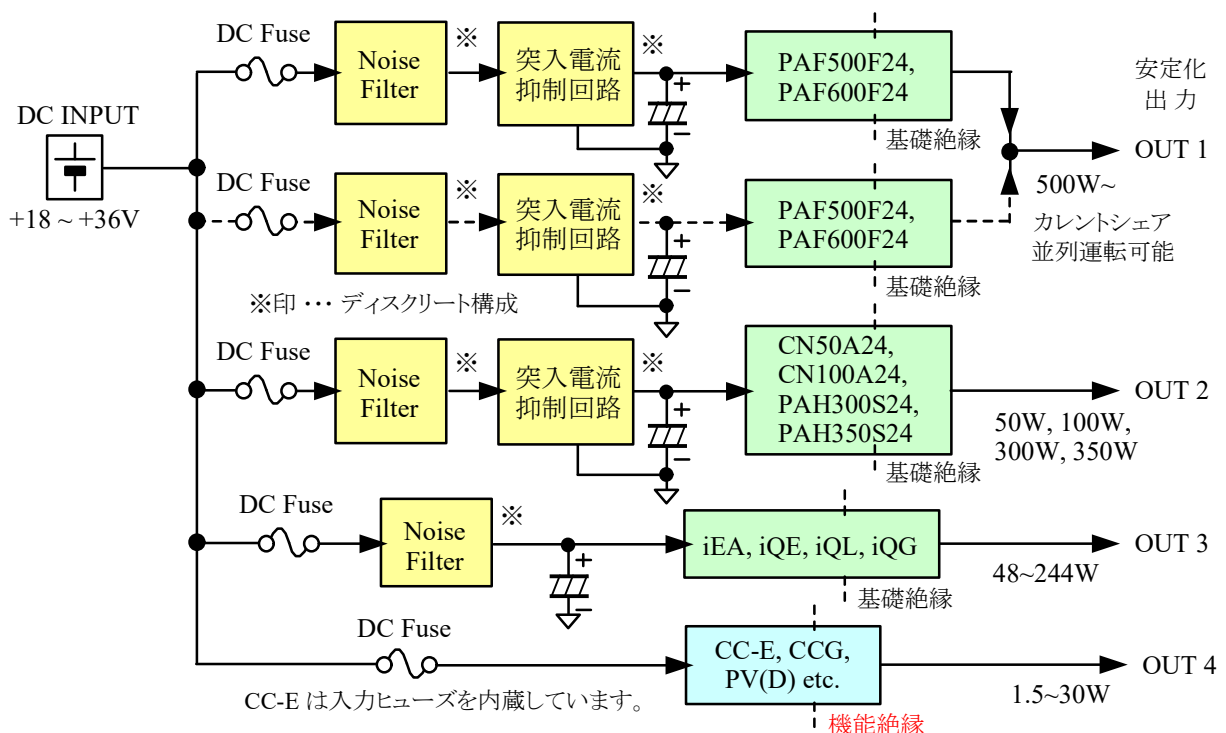 DC INPUT
+18 ~ +36V
DC Fuse
Noise
Filter
※
突入電流
抑制回路
※
+
−
PAF500F24,
PAF600F24
基礎絶縁
安定化
出 力
OUT 1
500W~
カレントシェア
並列運転可能
DC Fuse
Noise
Filter
※
突入電流
抑制回路
※
+
−
PAF500F24,
PAF600F24
基礎絶縁
※印 ･･･ ディスクリート構成
DC Fuse
Noise
Filter
※
突入電流
抑制回路
※
+
−
CN50A24,
CN100A24,
PAH300S24,
PAH350S24
基礎絶縁
OUT 2
50W, 100W,
300W, 350W
DC Fuse
Noise
Filter
※
+
−
iEA, iQE, iQL, iQG
基礎絶縁
OUT 3
48~244W
DC Fuse
CC-E は入力ヒューズを内蔵しています。
CC-E, CCG,
PV(D) etc.
機能絶縁
OUT 4
1.5~30W